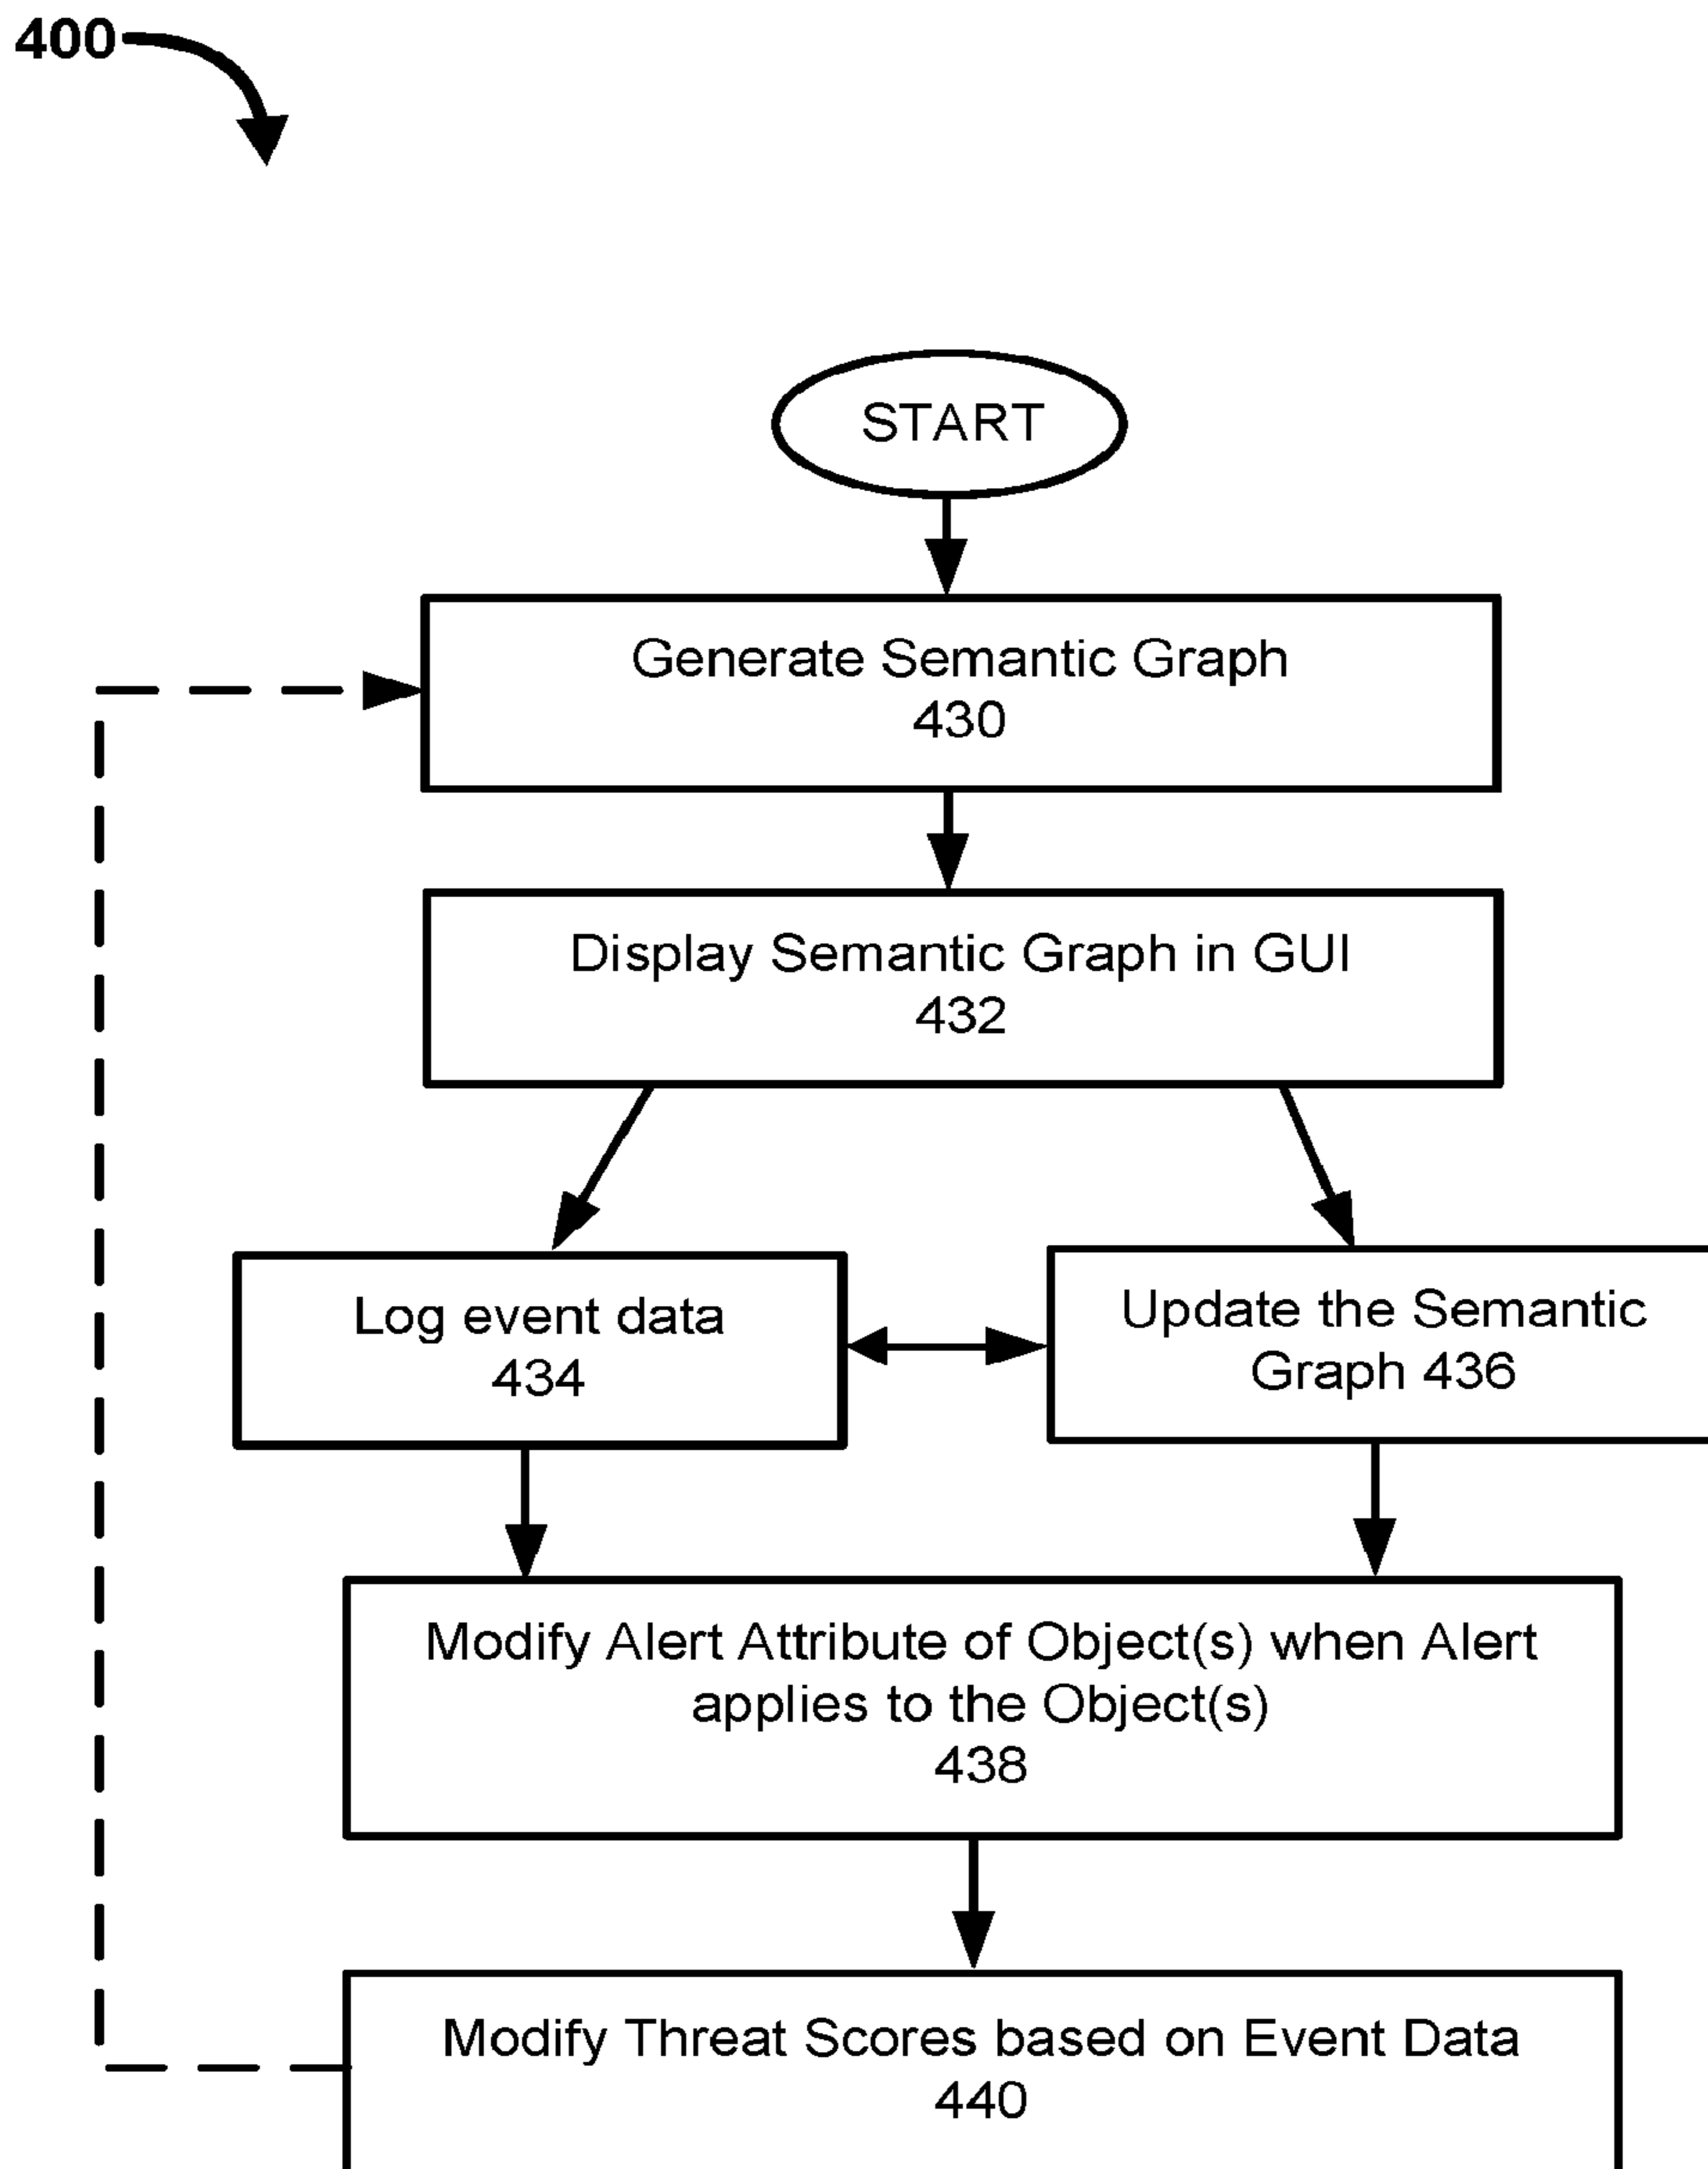 400
START
Generate Semantic Graph
430
Display Semantic Graph in GUI
432
Log event data
434
Update the Semantic
Graph 436
Modify Alert Attribute of Object(s) when Alert
applies to the Object(s)
438
Modify Threat Scores based on Event Data
440